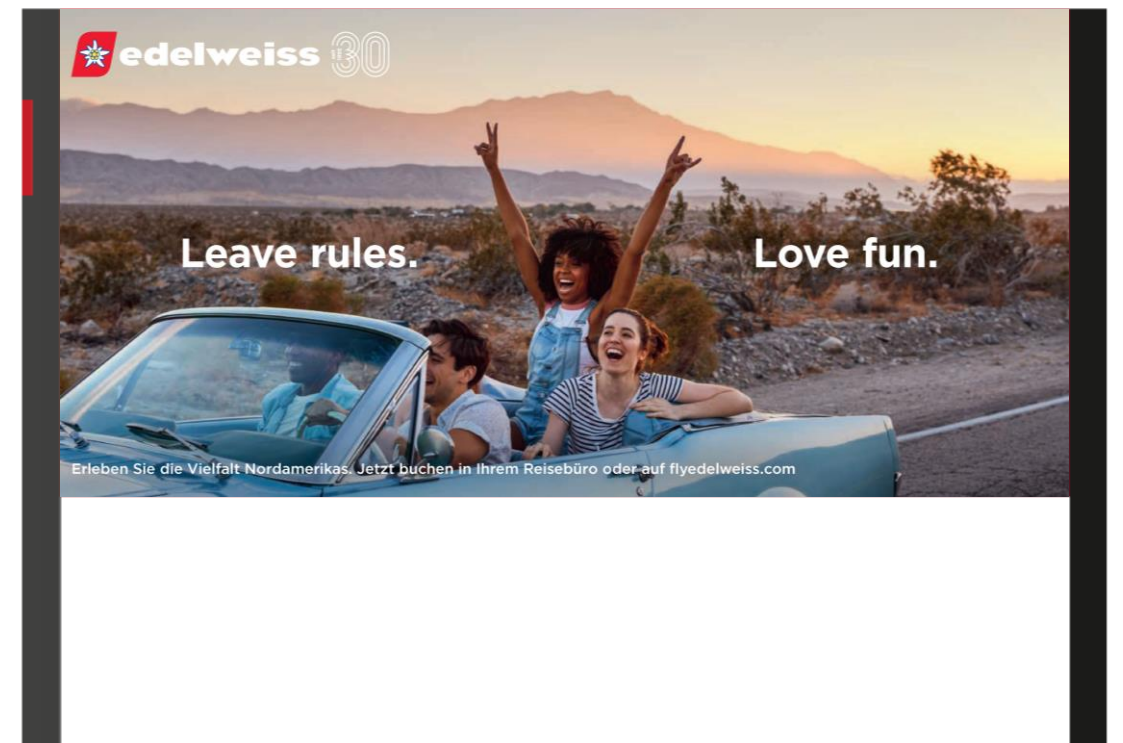 edelweiss 30
Leave rules. Love fun.
Erleben Sie die Vielfalt Nordamerikas. Jetzt buchen in Ihrem Reisebüro oder auf flyedelweiss.com